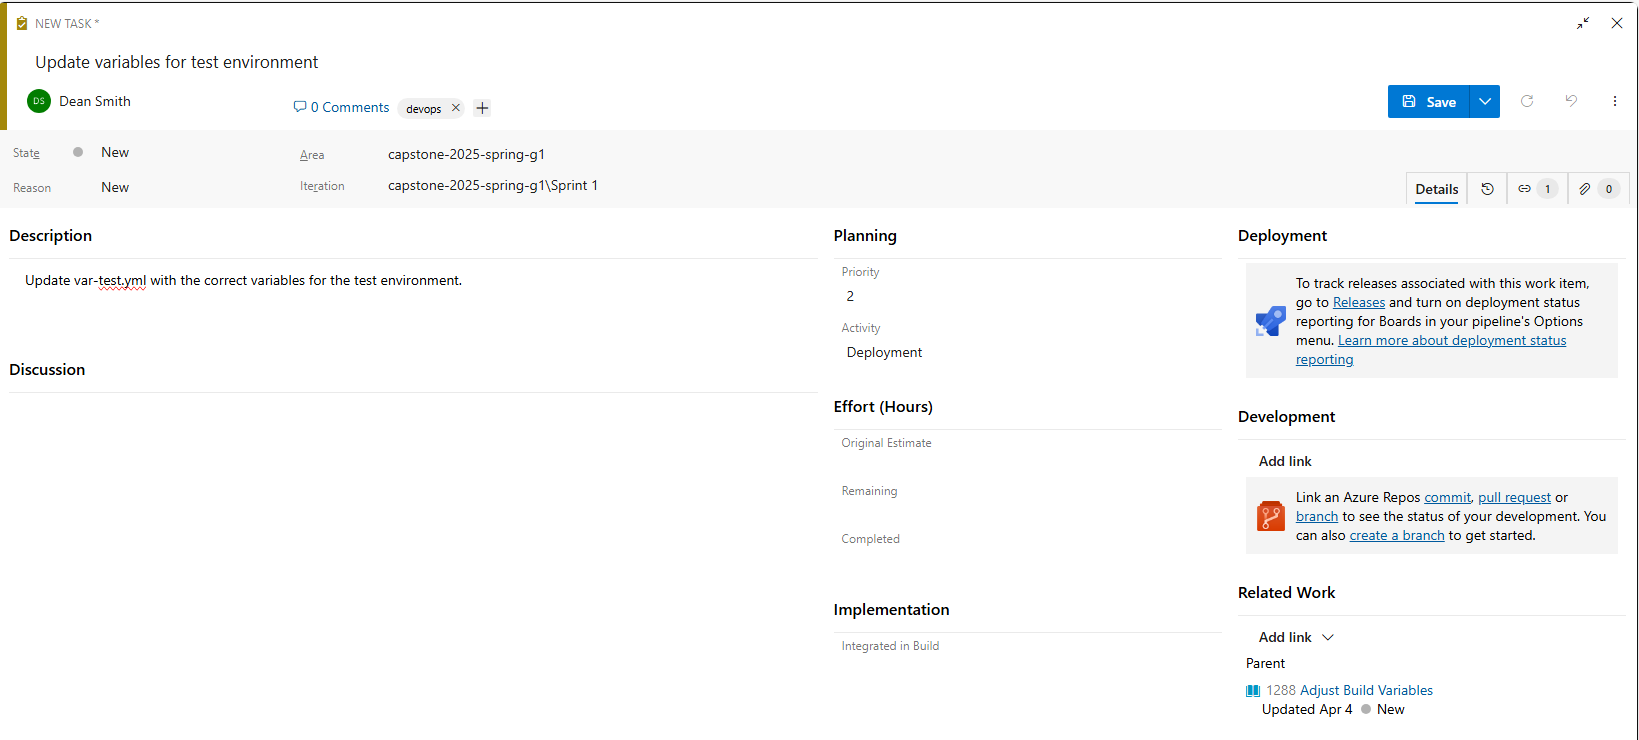 NEW TASK *
Update variables for test environment
DS Dean Smith
0 Comments devops
Save
State New
Area capstone-2025-spring-g1
Reason New
Iteration capstone-2025-spring-g1\Sprint 1
Details 1 0
Description
Update var-test.yml with the correct variables for the test environment.
Discussion
Planning
Priority
2
Activity
Deployment
Effort (Hours)
Original Estimate
Remaining
Completed
Implementation
Integrated in Build
Deployment
To track releases associated with this work item,
go to Releases and turn on deployment status
reporting for Boards in your pipeline's Options
menu. Learn more about deployment status
reporting
Development
Add link
Link an Azure Repos commit, pull request or
branch to see the status of your development. You
can also create a branch to get started.
Related Work
Add link
Parent
1288 Adjust Build Variables
Updated Apr 4 New